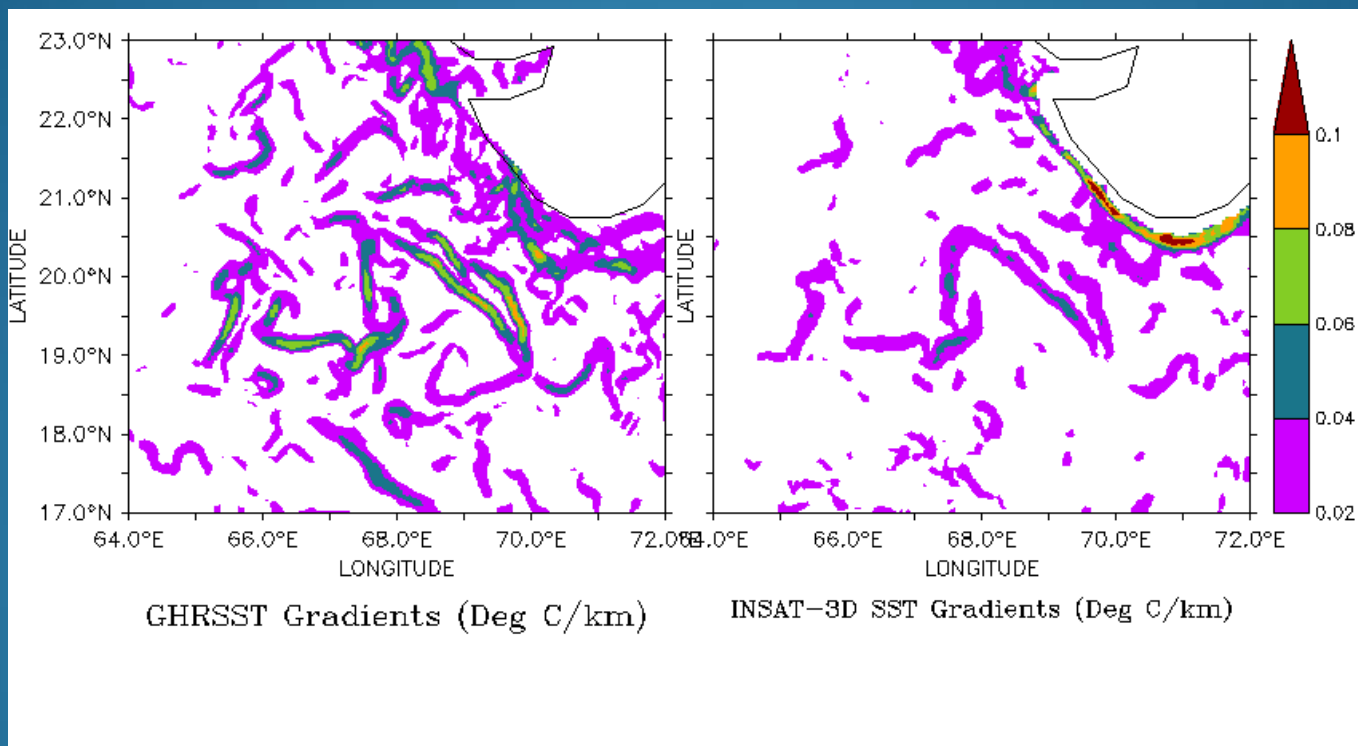 23.0°N
22.0°N
21.0°N
20.0°N
19.0°N
18.0°N
17.0°N
LATITUDE
64.0°E 66.0°E 68.0°E 70.0°E 72.0°E
LONGITUDE
GHRSST Gradients (Deg C/km)
LATITUDE
64.0°E 66.0°E 68.0°E 70.0°E 72.0°E
LONGITUDE
INSAT-3D SST Gradients (Deg C/km)
0.1
0.08
0.06
0.04
0.02